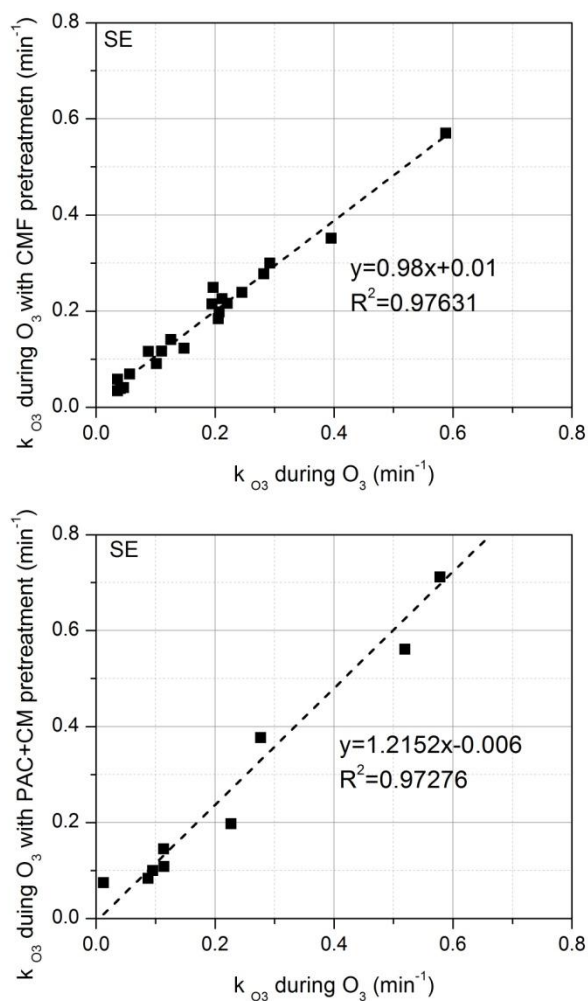 0.8
SE
0.6
0.4
0.2
0.0
k O3 during O3 with CMF pretreatmetn (min-1)
y=0.98x+0.01
R2=0.97631
0.0 0.2 0.4 0.6 0.8
k O3 during O3 (min-1)
0.8
SE
0.6
0.4
0.2
0.0
k O3 duing O3 with PAC+CM pretreatment (min-1)
y=1.2152x-0.006
R2=0.97276
0.0 0.2 0.4 0.6 0.8
k O3 during O3 (min-1)